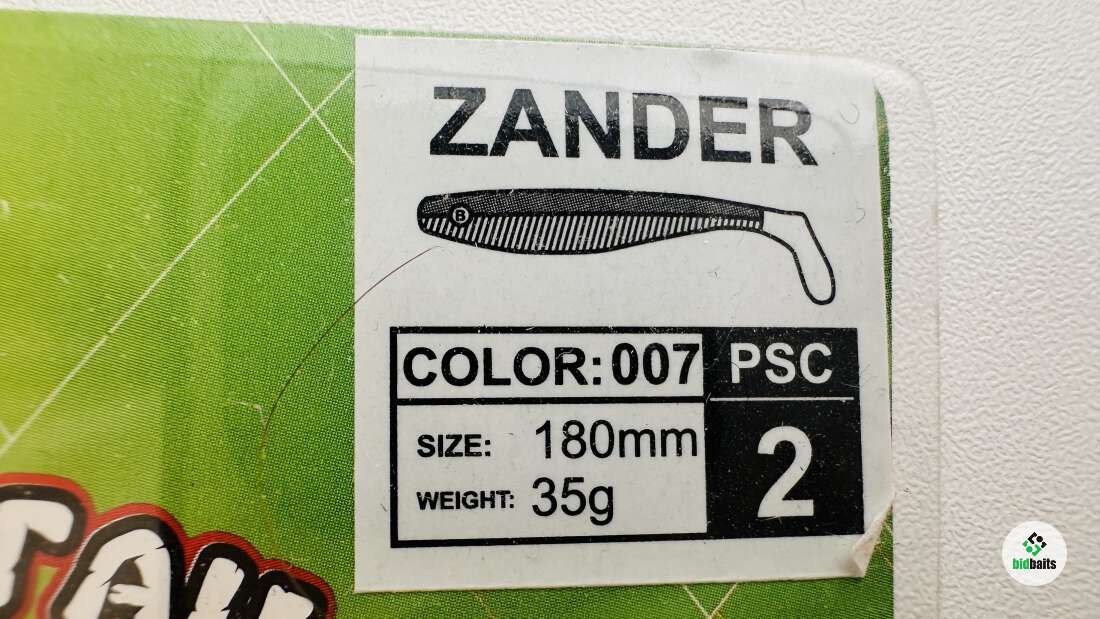 ZANDER
B
COLOR: 007
PSC
SIZE: 180mm
2
WEIGHT: 35g
bidbaits